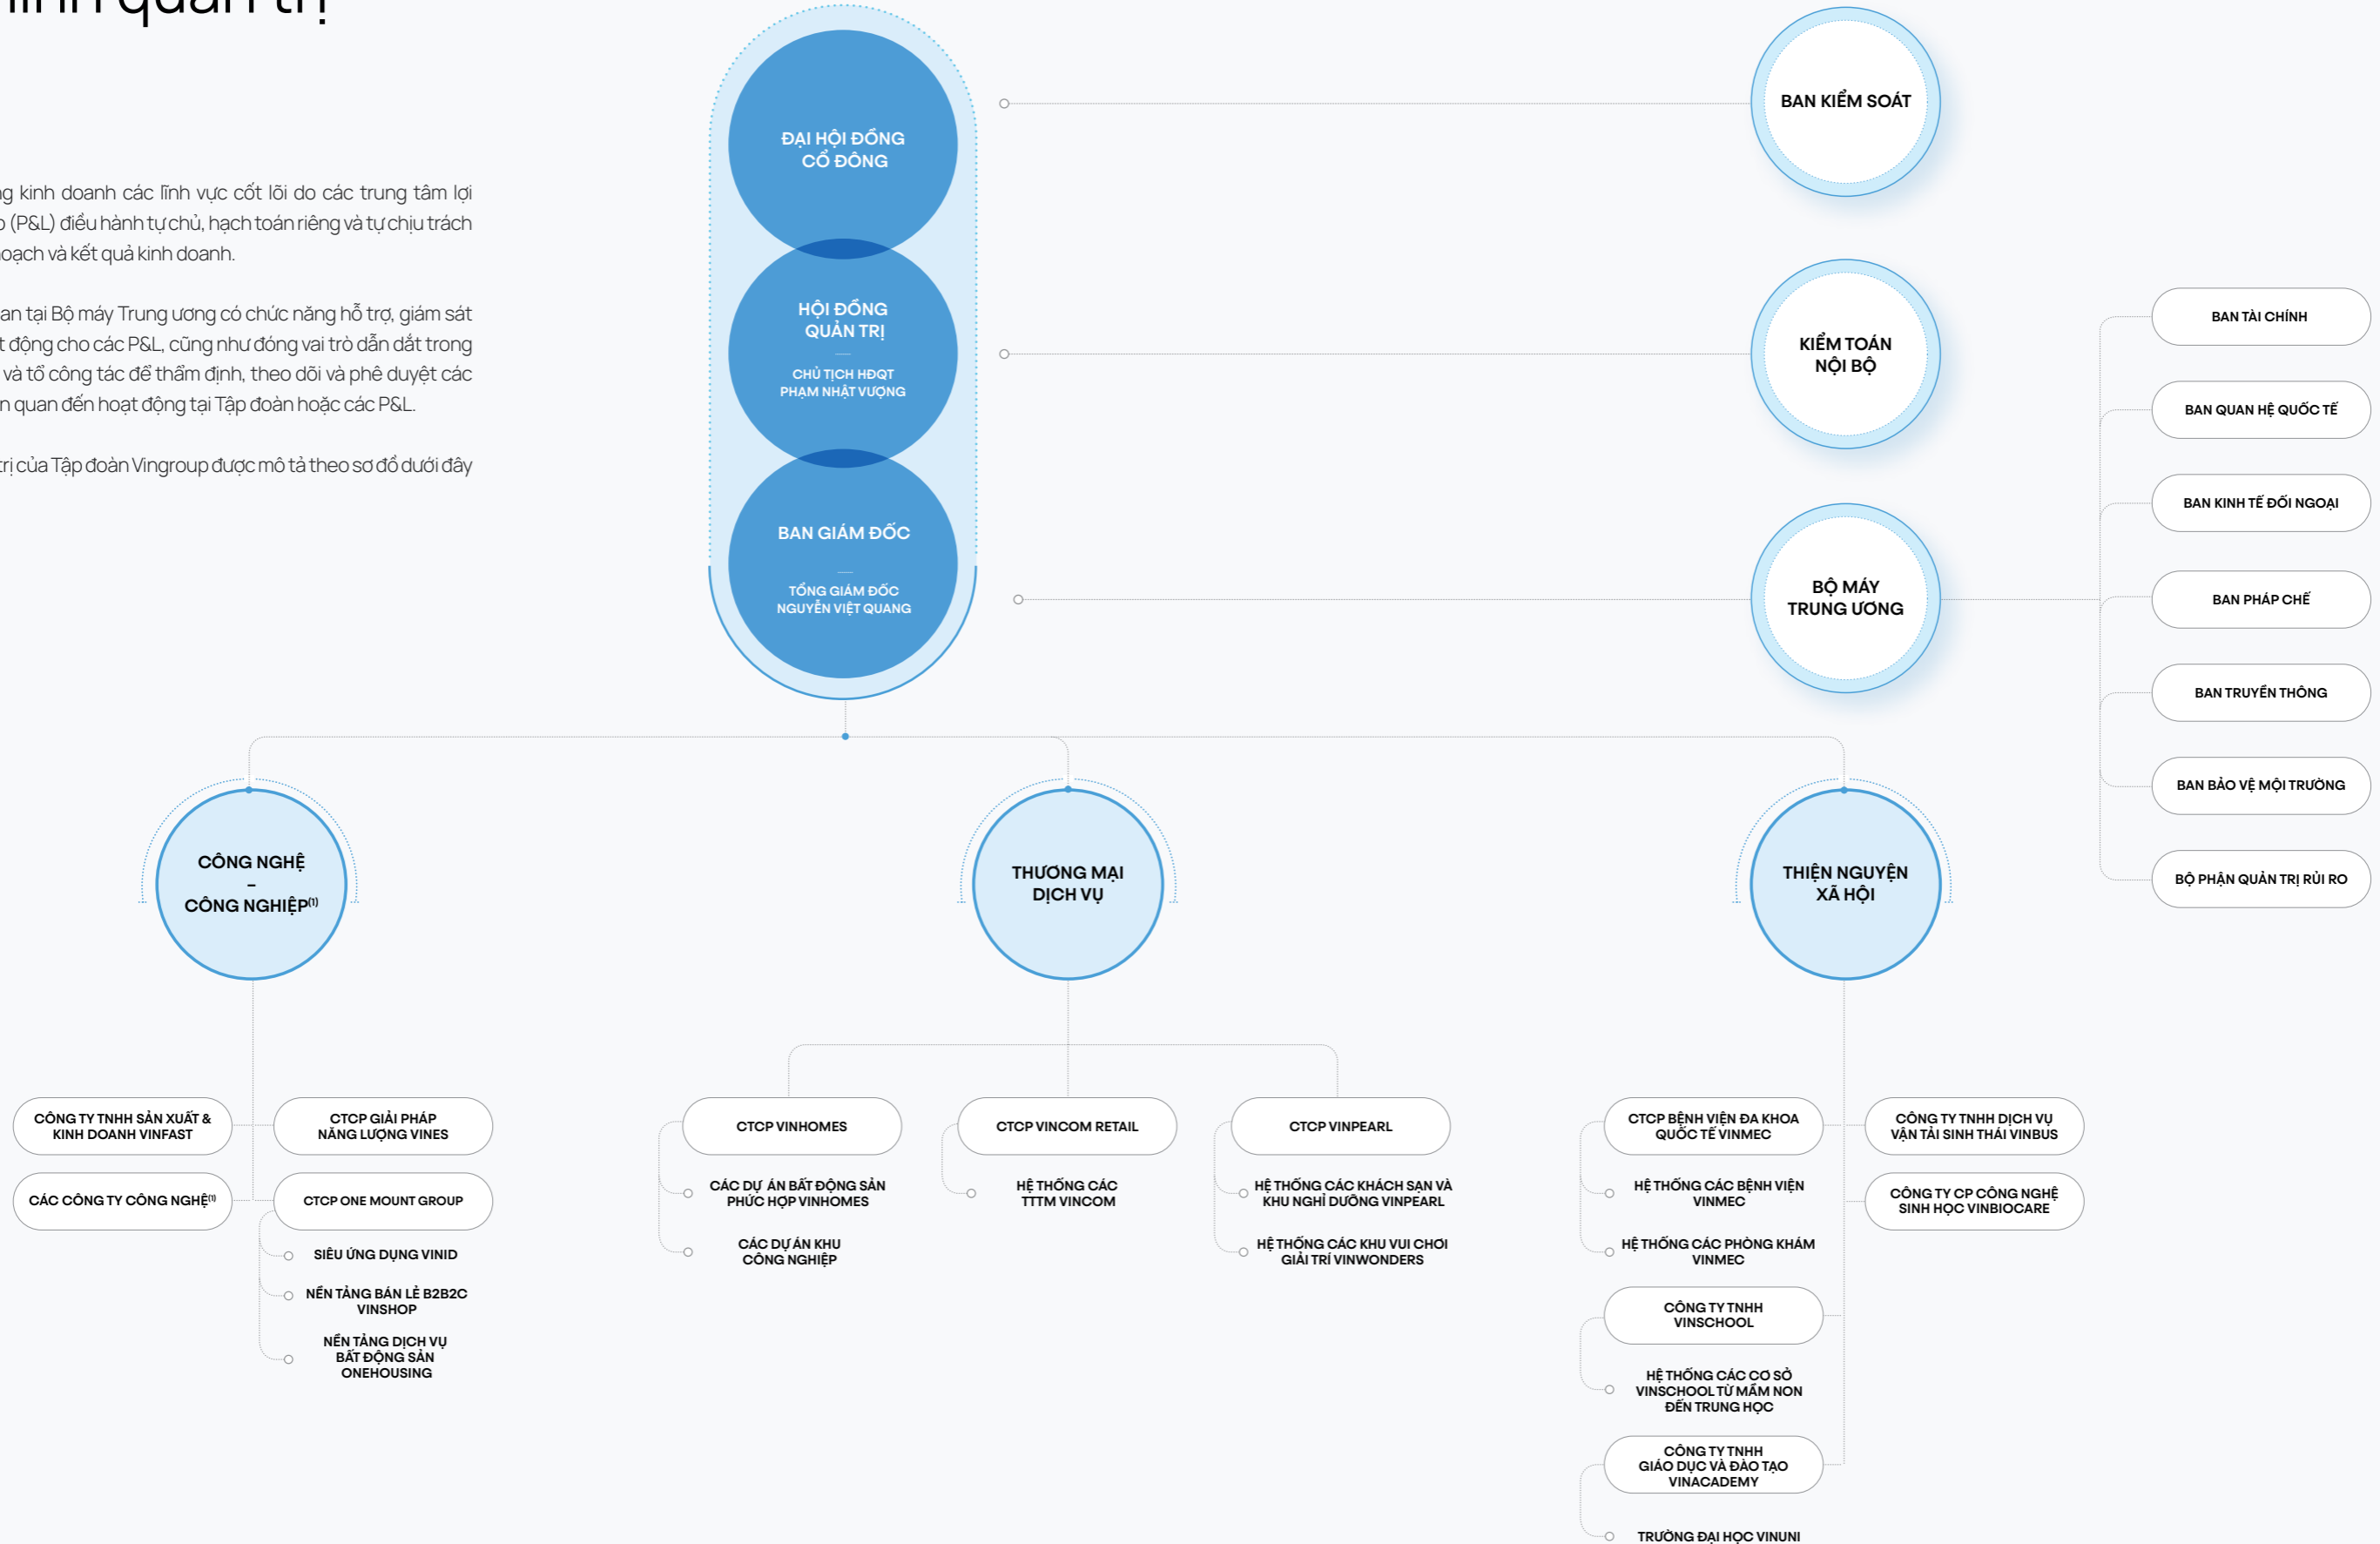 quản trị
kinh doanh các lĩnh vực cốt lõi do các trung tâm lợi
(P&L) điều hành tự chủ, hạch toán riêng và tự chịu trách
và kết quả kinh doanh.
tại Bộ máy Trung ương có chức năng hỗ trợ, giám sát
động cho các P&L, cũng như đóng vai trò dẫn dắt trong
và tổ công tác để thẩm định, theo dõi và phê duyệt các
quan đến hoạt động tại Tập đoàn hoặc các P&L.
của Tập đoàn Vingroup được mô tả theo sơ đồ dưới đây
ĐẠI HỘI ĐỒNG
CỔ ĐÔNG
HỘI ĐỒNG
QUẢN TRỊ
CHỦ TỊCH HĐQT
PHẠM NHẬT VƯỢNG
BAN GIÁM ĐỐC
TỔNG GIÁM ĐỐC
NGUYỄN VIỆT QUANG
BAN KIỂM SOÁT
KIỂM TOÁN
NỘI BỘ
BỘ MÁY
TRUNG ƯƠNG
BAN TÀI CHÍNH
BAN QUAN HỆ QUỐC TẾ
BAN KINH TẾ ĐỐI NGOẠI
BAN PHÁP CHẾ
BAN TRUYỀN THÔNG
BAN BẢO VỆ MÔI TRƯỜNG
BỘ PHẬN QUẢN TRỊ RỦI RO
CÔNG NGHỆ
–
CÔNG NGHIỆP(1)
CÔNG TY TNHH SẢN XUẤT &
KINH DOANH VINFAST
CTCP GIẢI PHÁP
NĂNG LƯỢNG VINES
CÁC CÔNG TY CÔNG NGHỆ(1)
CTCP ONE MOUNT GROUP
SIÊU ỨNG DỤNG VINID
NỀN TẢNG BÁN LẺ B2B2C
VINSHOP
NỀN TẢNG DỊCH VỤ
BẤT ĐỘNG SẢN
ONEHOUSING
THƯƠNG MẠI
DỊCH VỤ
CTCP VINHOMES
CÁC DỰ ÁN BẤT ĐỘNG SẢN
PHỨC HỢP VINHOMES
CÁC DỰ ÁN KHU
CÔNG NGHIỆP
CTCP VINCOM RETAIL
HỆ THỐNG CÁC
TTTM VINCOM
CTCP VINPEARL
HỆ THỐNG CÁC KHÁCH SẠN VÀ
KHU NGHỈ DƯỠNG VINPEARL
HỆ THỐNG CÁC KHU VUI CHƠI
GIẢI TRÍ VINWONDERS
THIỆN NGUYỆN
XÃ HỘI
CTCP BỆNH VIỆN ĐA KHOA
QUỐC TẾ VINMEC
HỆ THỐNG CÁC BỆNH VIỆN
VINMEC
HỆ THỐNG CÁC PHÒNG KHÁM
VINMEC
CÔNG TY TNHH
VINSCHOOL
HỆ THỐNG CÁC CƠ SỞ
VINSCHOOL TỪ MẦM NON
ĐẾN TRUNG HỌC
CÔNG TY TNHH
GIÁO DỤC VÀ ĐÀO TẠO
VINACADEMY
TRƯỜNG ĐẠI HỌC VINUNI
CÔNG TY TNHH DỊCH VỤ
VẬN TẢI SINH THÁI VINBUS
CÔNG TY CP CÔNG NGHỆ
SINH HỌC VINBIOCARE